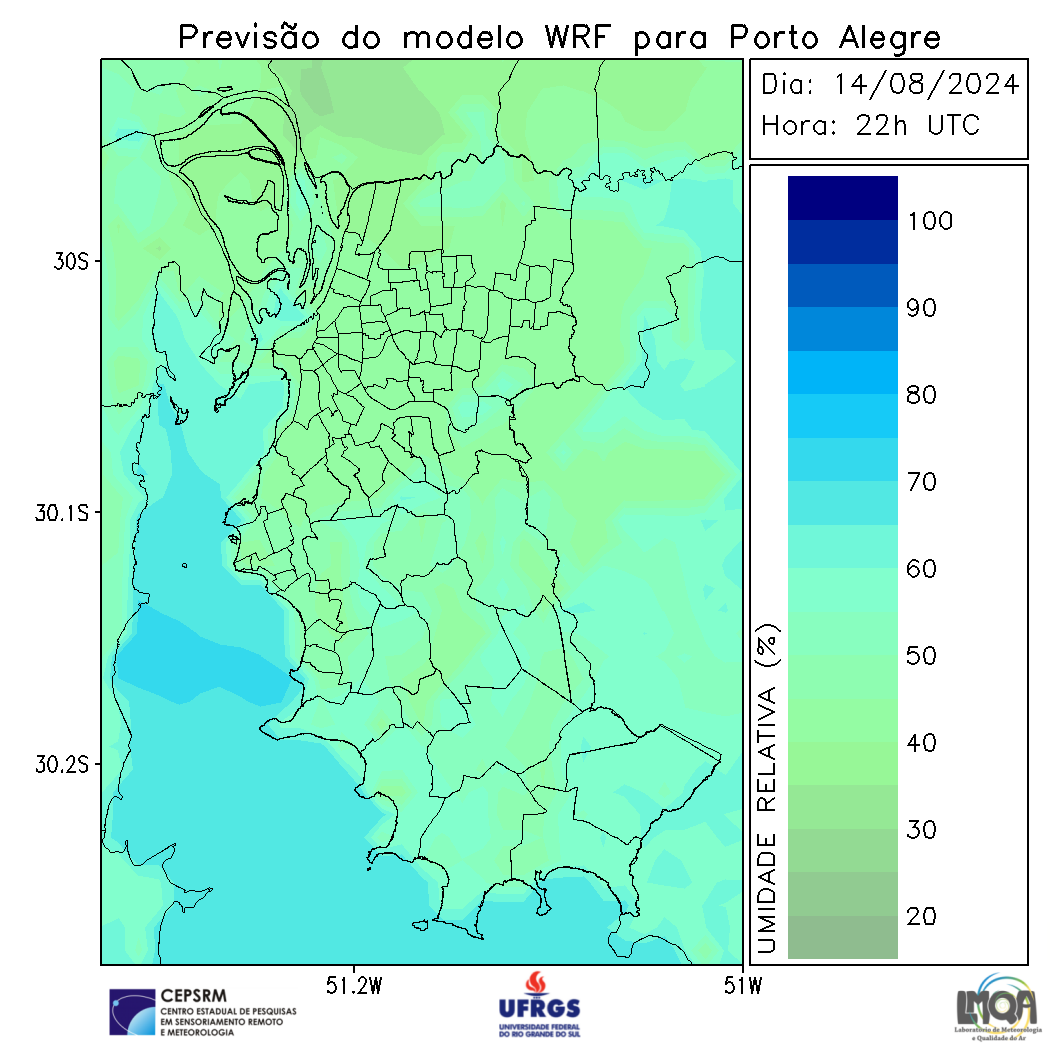 Previsão do modelo WRF para Porto Alegre
Dia: 14/08/2024
Hora: 22h UTC
100
90
80
70
60
50
40
30
20
UMIDADE RELATIVA (%)
30S
30.1S
30.2S
51.2W
51W
CEPSRM
CENTRO ESTADUAL DE PESQUISAS
EM SENSORIAMENTO REMOTO
E METEOROLOGIA
UFRGS
UNIVERSIDADE FEDERAL
DO RIO GRANDE DO SUL
LMQA
Laboratório de Meteorologia
e Qualidade do Ar